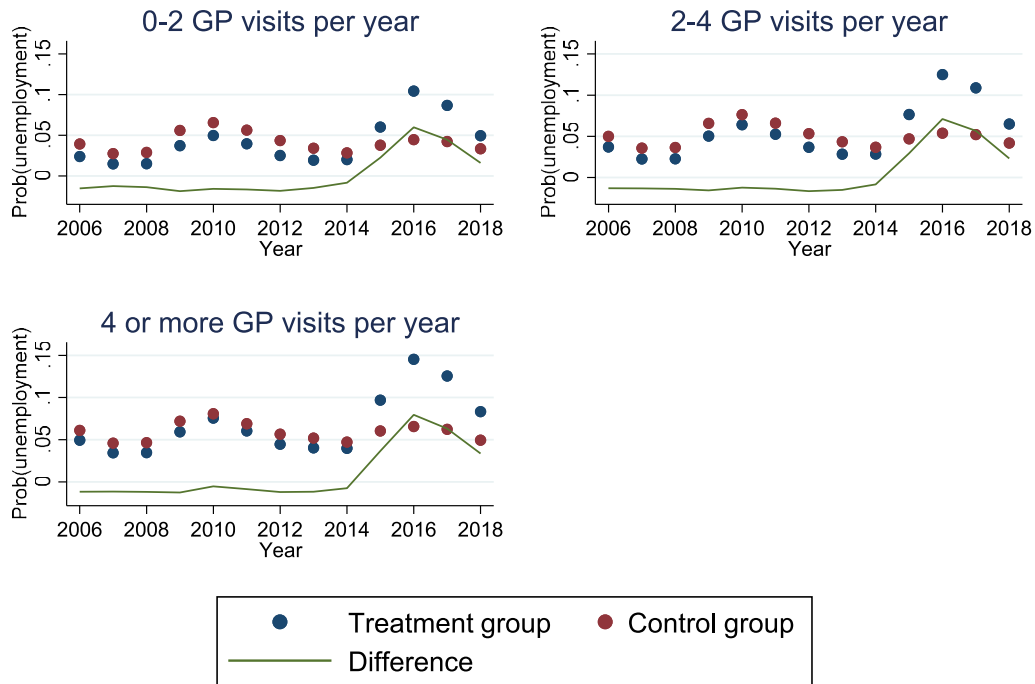 0-2 GP visits per year
Prob(unemployment)
.15
.1
.05
0
2006 2008 2010 2012 2014 2016 2018
Year
2-4 GP visits per year
Prob(unemployment)
.15
.1
.05
0
2006 2008 2010 2012 2014 2016 2018
Year
4 or more GP visits per year
Prob(unemployment)
.15
.1
.05
0
2006 2008 2010 2012 2014 2016 2018
Year
Treatment group Control group
Difference